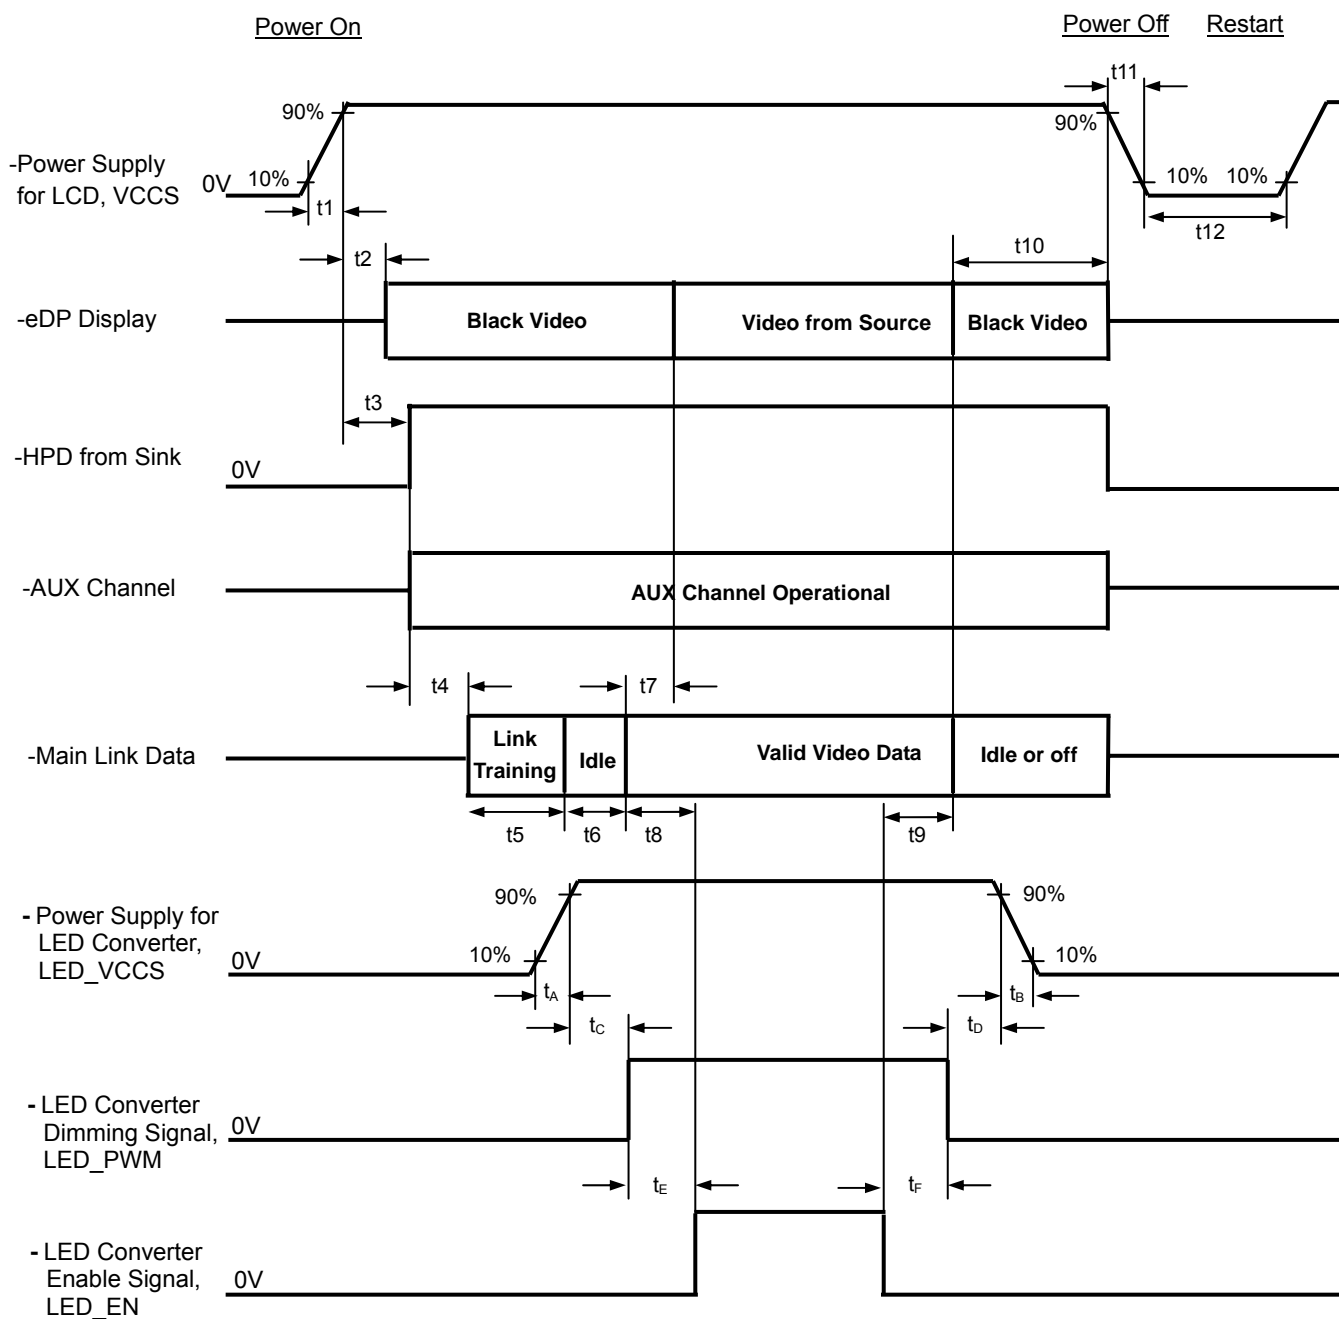 Power On
Power Off Restart
t11
90%
90%
-Power Supply
for LCD, VCCS
0V
10%
10%
10%
t1
t12
t2
t10
-eDP Display
Black Video
Video from Source
Black Video
t3
-HPD from Sink
0V
-AUX Channel
AUX Channel Operational
t4
t7
-Main Link Data
Link
Training
Idle
Valid Video Data
Idle or off
t5
t6
t8
t9
90%
90%
- Power Supply for
LED Converter,
LED_VCCS
0V
10%
10%
tA
tB
tC
tD
- LED Converter
Dimming Signal,
LED_PWM
0V
tE
tF
- LED Converter
Enable Signal,
LED_EN
0V